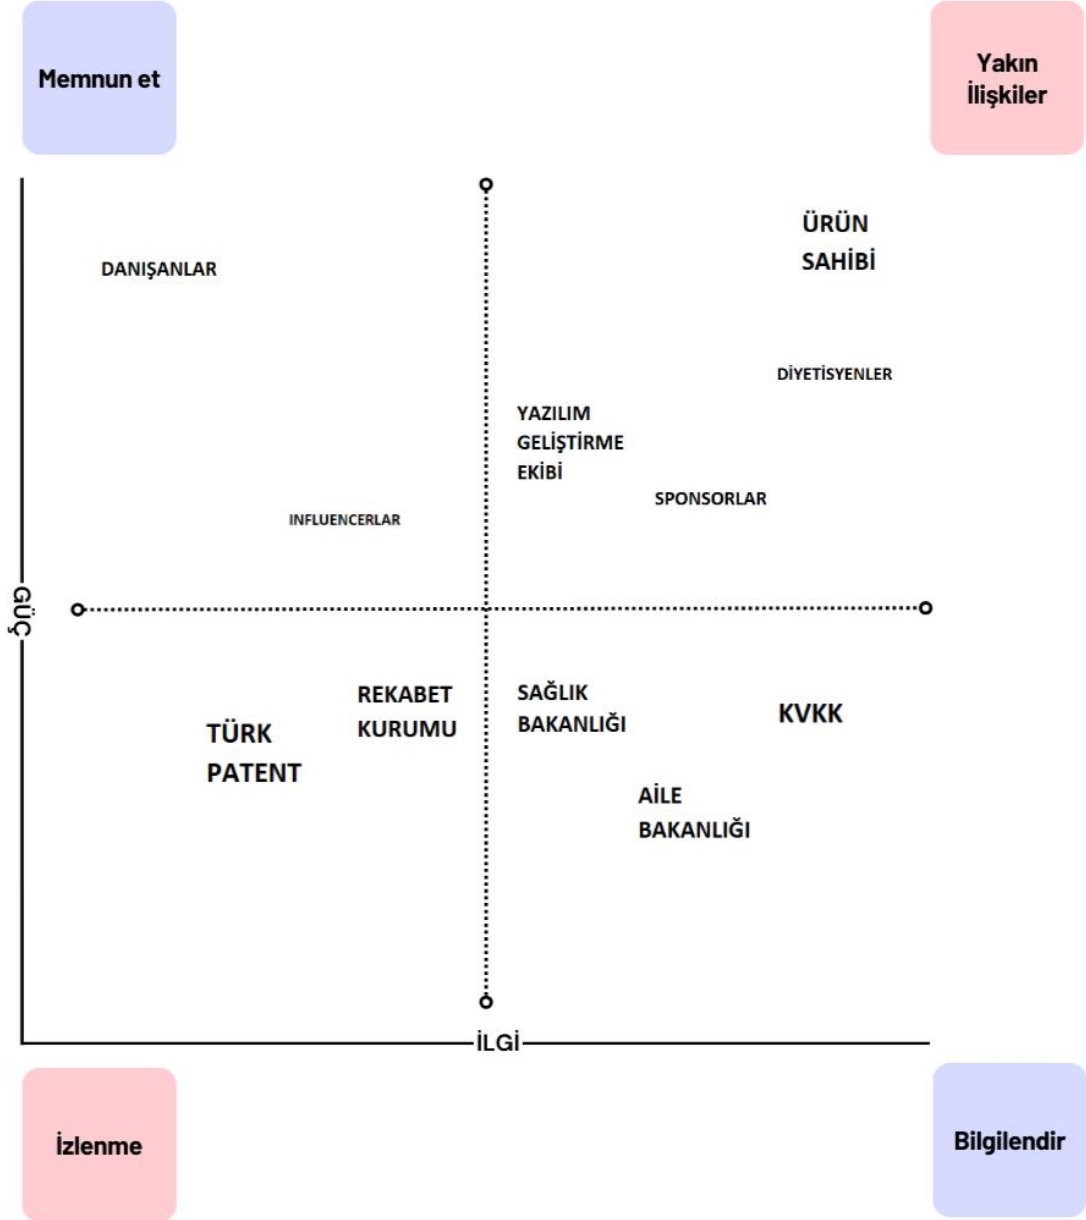 Memnun et
Yakın
İlişkiler
ÜRÜN
SAHİBİ
DANIŞANLAR
DİYETİSYENLER
YAZILIM
GELİŞTİRME
EKİBİ
SPONSORLAR
INFLUENCERLAR
GÜÇ
REKABET
KURUMU
SAĞLIK
BAKANLIĞI
KVKK
TÜRK
PATENT
AİLE
BAKANLIĞI
İLGİ
İzlenme
Bilgilendir